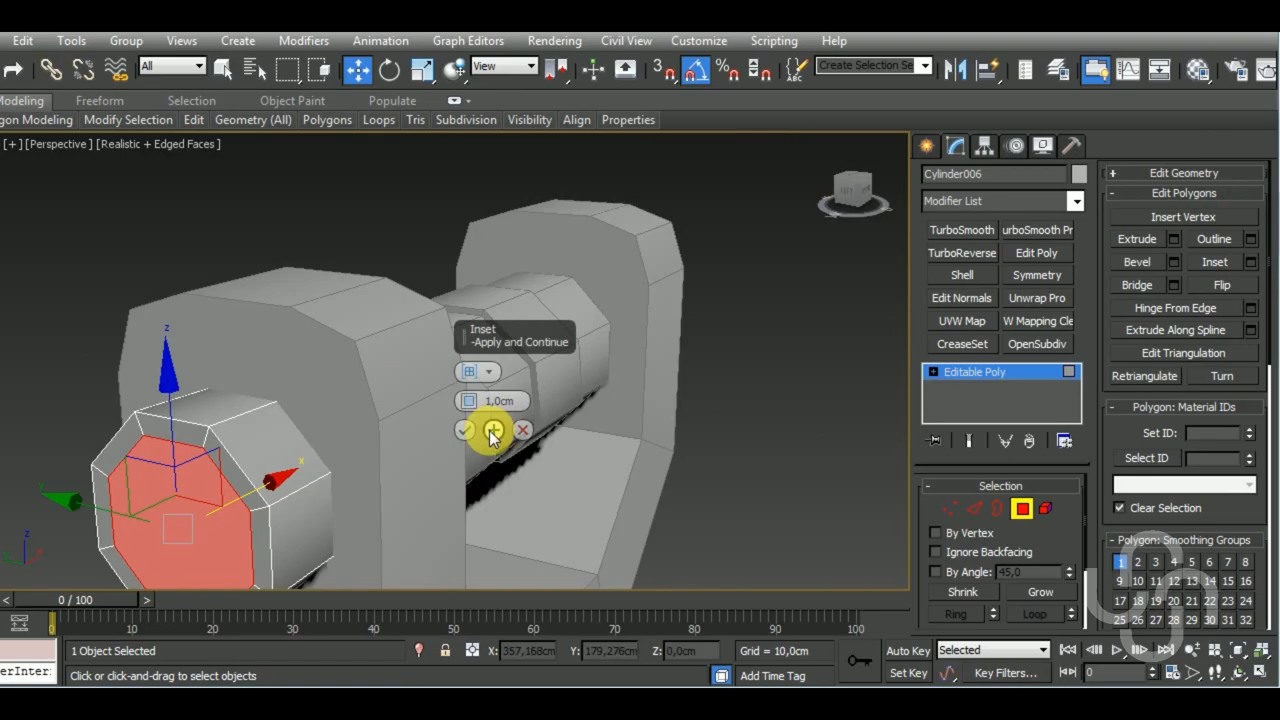 Edit Tools Group Views Create Modifiers Animation Graph Editors Rendering Civil View Customize Scripting Help
All View 3 Create Selection Se
Modeling Freeform Selection Object Paint Populate
gon Modeling Modify Selection Edit Geometry (All) Polygons Loops Tris Subdivision Visibility Align Properties
[+] [Perspective] [Realistic + Edged Faces]
Cylinder006
Modifier List
TurboSmooth urboSmooth Pr
TurboReverse Edit Poly
Shell Symmetry
Edit Normals Unwrap Pro
UVW Map W Mapping Cle
CreaseSet OpenSubdiv
Editable Poly
Selection
By Vertex
Ignore Backfacing
By Angle: 45,0
Shrink Grow
Ring Loop
+ Edit Geometry
- Edit Polygons
Insert Vertex
Extrude Outline
Bevel Inset
Bridge Flip
Hinge From Edge
Extrude Along Spline
Edit Triangulation
Retriangulate Turn
- Polygon: Material IDs
Set ID:
Select ID
Clear Selection
- Polygon: Smoothing Groups
1 2 3 4 5 6 7 8
9 10 11 12 13 14 15 16
17 18 19 20 21 22 23 24
25 26 27 28 29 30 31 32
Inset
-Apply and Continue
1,0cm
z
x
y
z
< 0 / 100 >
0 10 20 30 40 50 60 70 80 90 100
1 Object Selected X: 357,168cm Y: 179,276cm Z: 0,0cm Grid = 10,0cm Auto Key Selected
erInter: Click or click-and-drag to select objects Add Time Tag Set Key Key Filters... 0